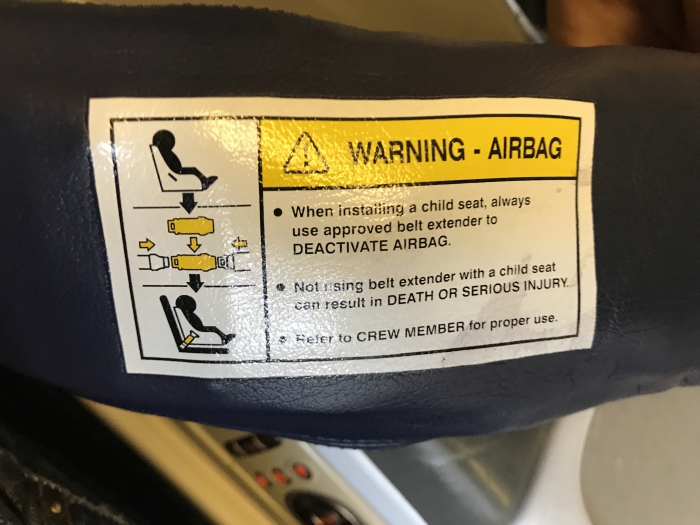 WARNING - AIRBAG
• When installing a child seat, always
use approved belt extender to
DEACTIVATE AIRBAG.
• Not using belt extender with a child seat
can result in DEATH OR SERIOUS INJURY.
• Refer to CREW MEMBER for proper use.